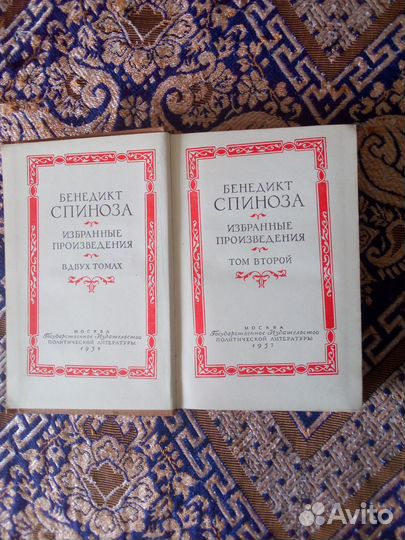 БЕНЕДИКТ
СПИНОЗА
ИЗБРАННЫЕ
ПРОИЗВЕДЕНИЯ
В ДВУХ ТОМАХ
МОСКВА
Государственное Издательство
ПОЛИТИЧЕСКОЙ ЛИТЕРАТУРЫ
БЕНЕДИКТ
СПИНОЗА
ИЗБРАННЫЕ
ПРОИЗВЕДЕНИЯ
ТОМ ВТОРОЙ
МОСКВА
Государственное Издательство
ПОЛИТИЧЕСКОЙ ЛИТЕРАТУРЫ
1957
Avito